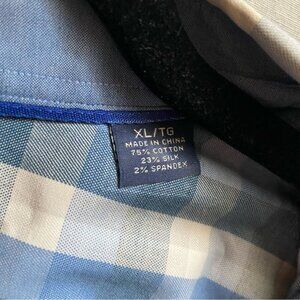 XL/TG
MADE IN CHINA
75% COTTON
23% SILK
2% SPANDEX